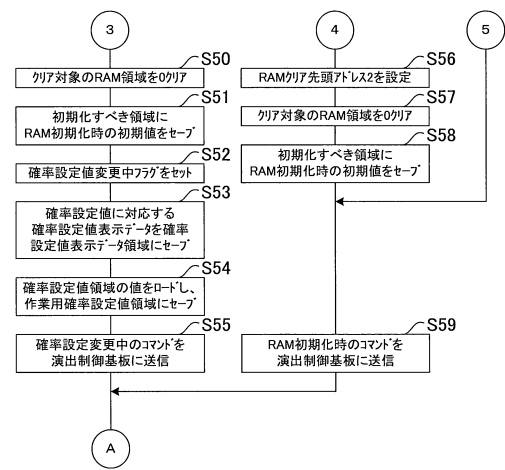 3
4
5
S50
クリア対象のRAM領域を0クリア
S51
初期化すべき領域に
RAM初期化時の初期値をセーブ
S52
確率設定値変更中フラグをセット
S53
確率設定値に対応する
確率設定値表示データを確率
設定値表示データ領域にセーブ
S54
確率設定値領域の値をロードし、
作業用確率設定値領域にセーブ
S55
確率設定変更中のコマンドを
演出制御基板に送信
S56
RAMクリア先頭アドレス2を設定
S57
クリア対象のRAM領域を0クリア
S58
初期化すべき領域に
RAM初期化時の初期値をセーブ
S59
RAM初期化時のコマンドを
演出制御基板に送信
A